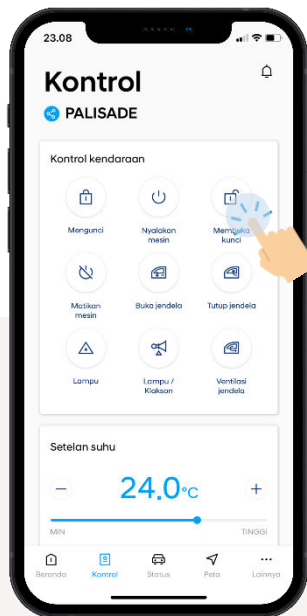 23.08
Kontrol
PALISADE
Kontrol kendaraan
Mengunci
Nyalakan
mesin
Membuka
kunci
Matikan
mesin
Buka jendela
Tutup jendela
Lampu
Lampu /
Klakson
Ventilasi
jendela
Setelan suhu
24.0°C
MIN
TINGGI
Beranda
Kontrol
Status
Peta
Lainnya